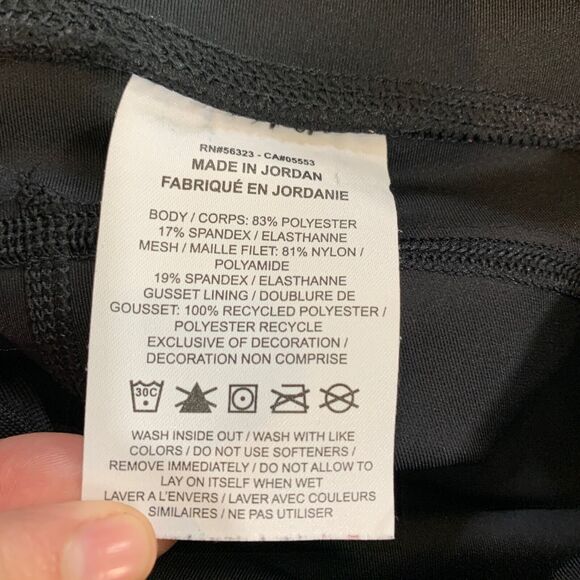 RN#56323 - CA#05553
MADE IN JORDAN
FABRIQUÉ EN JORDANIE
BODY / CORPS: 83% POLYESTER
17% SPANDEX / ELASTHANNE
MESH / MAILLE FILET: 81% NYLON /
POLYAMIDE
19% SPANDEX / ELASTHANNE
GUSSET LINING / DOUBLURE DE
GOUSSET: 100% RECYCLED POLYESTER /
POLYESTER RECYCLE
EXCLUSIVE OF DECORATION /
DECORATION NON COMPRISE
30C
WASH INSIDE OUT / WASH WITH LIKE
COLORS / DO NOT USE SOFTENERS /
REMOVE IMMEDIATELY / DO NOT ALLOW TO
LAY ON ITSELF WHEN WET
LAVER A L'ENVERS / LAVER AVEC COULEURS
SIMILAIRES / NE PAS UTILISER